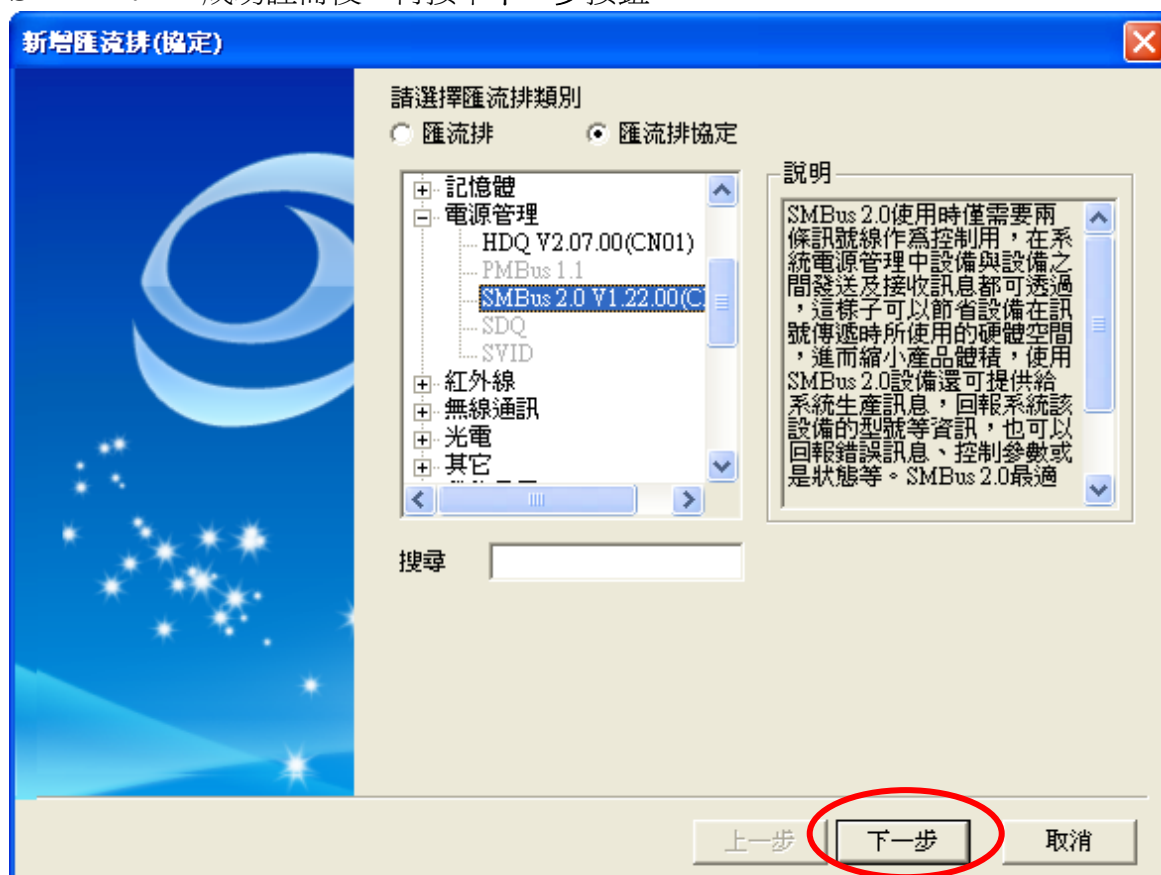 新增匯流排(協定)
請選擇匯流排類別
匯流排
匯流排協定
記憶體
電源管理
HDQ V2.07.00(CN01)
PMBus 1.1
SMBus 2.0 V1.22.00(C
SDQ
SVID
紅外線
無線通訊
光電
其它
說明
SMBus 2.0使用時僅需要兩
條訊號線作為控制用，在系
統電源管理中設備與設備之
間發送及接收訊息都可透過
，這樣子可以節省設備在訊
號傳遞時所使用的硬體空間
，進而縮小產品體積，使用
SMBus 2.0設備還可提供給
系統生產訊息，回報系統該
設備的型號等資訊，也可以
回報錯誤訊息、控制參數或
是狀態等。SMBus 2.0最適
搜尋
上一步
下一步
取消